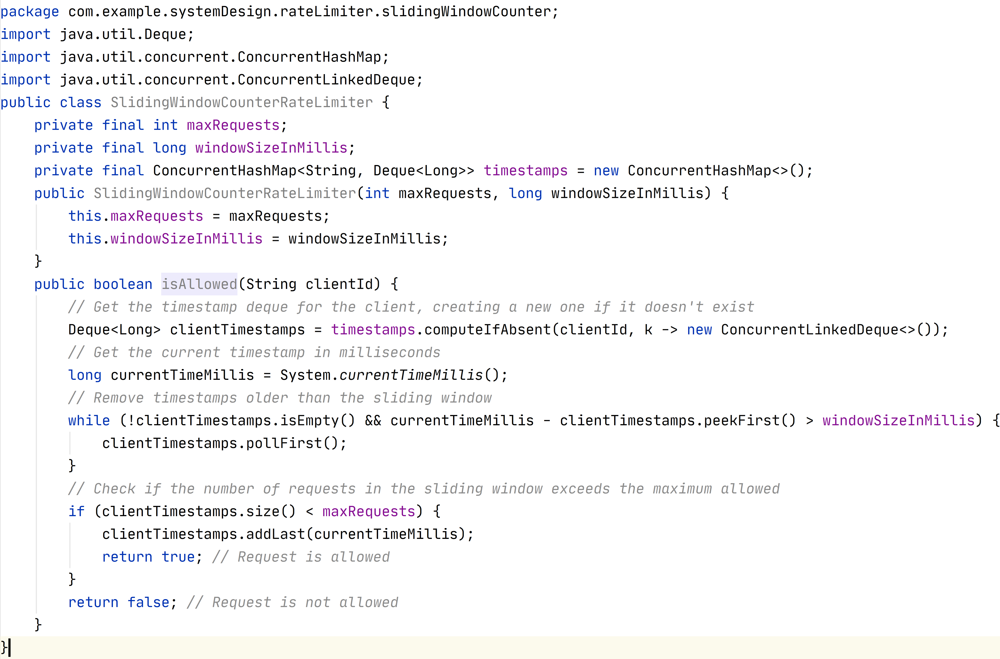 package com.example.systemDesign.rateLimiter.slidingWindowCounter;
import java.util.Deque;
import java.util.concurrent.ConcurrentHashMap;
import java.util.concurrent.ConcurrentLinkedDeque;
public class SlidingWindowCounterRateLimiter {
    private final int maxRequests;
    private final long windowSizeInMillis;
    private final ConcurrentHashMap<String, Deque<Long>> timestamps = new ConcurrentHashMap<>();
    public SlidingWindowCounterRateLimiter(int maxRequests, long windowSizeInMillis) {
        this.maxRequests = maxRequests;
        this.windowSizeInMillis = windowSizeInMillis;
    }
    public boolean isAllowed(String clientId) {
        // Get the timestamp deque for the client, creating a new one if it doesn't exist
        Deque<Long> clientTimestamps = timestamps.computeIfAbsent(clientId, k -> new ConcurrentLinkedDeque<>());
        // Get the current timestamp in milliseconds
        long currentTimeMillis = System.currentTimeMillis();
        // Remove timestamps older than the sliding window
        while (!clientTimestamps.isEmpty() && currentTimeMillis - clientTimestamps.peekFirst() > windowSizeInMillis) {
            clientTimestamps.pollFirst();
        }
        // Check if the number of requests in the sliding window exceeds the maximum allowed
        if (clientTimestamps.size() < maxRequests) {
            clientTimestamps.addLast(currentTimeMillis);
            return true; // Request is allowed
        }
        return false; // Request is not allowed
    }
}